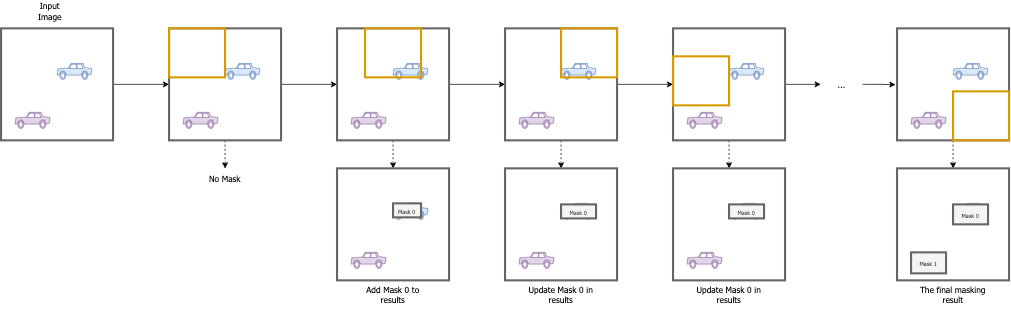 Input
Image
...
No Mask
Mask 0
Mask 0
Mask 0
Mask 0
Mask 1
Add Mask 0 to
results
Update Mask 0 in
results
Update Mask 0 in
results
The final masking
result